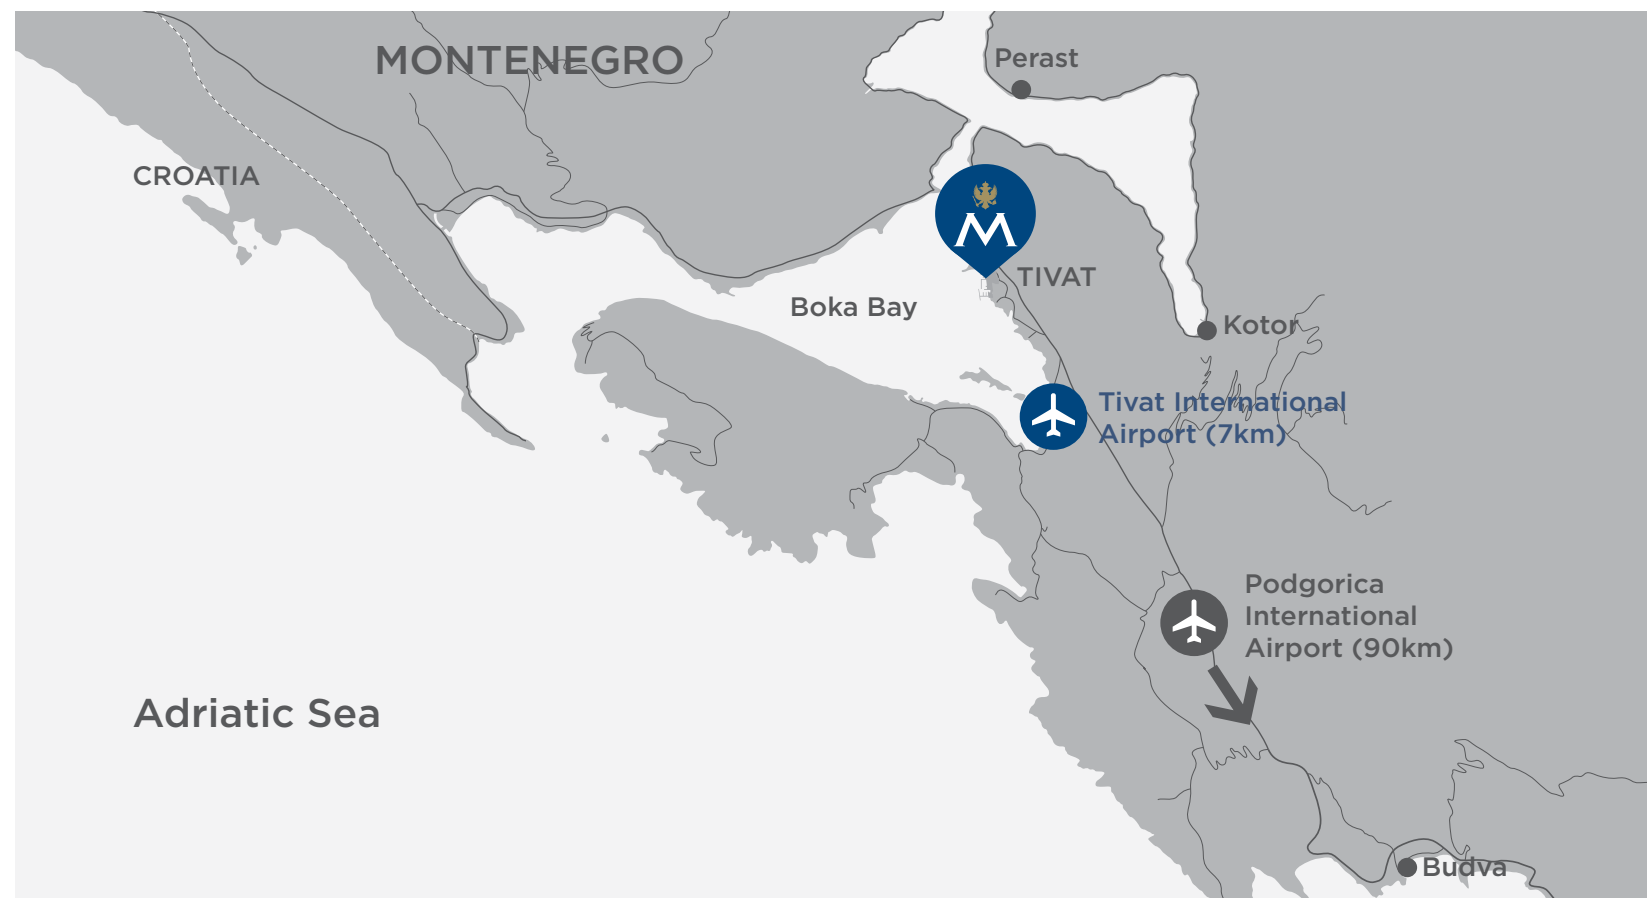 MONTENEGRO
Perast
CROATIA
M
TIVAT
Boka Bay
Kotor
Tivat International
Airport (7km)
Podgorica
International
Airport (90km)
Adriatic Sea
Budva